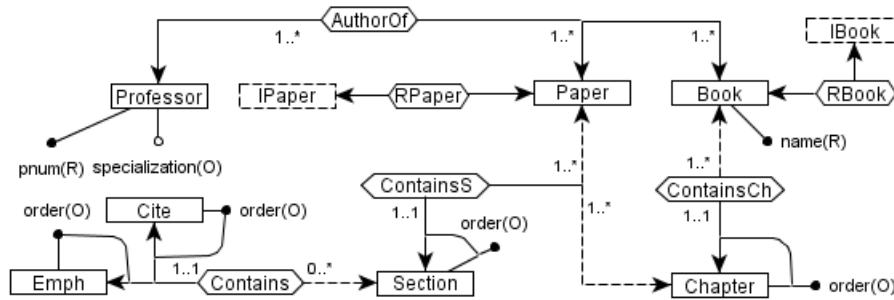 AuthorOf
1..*
1..*
1..*
IBook
Professor
IPaper
RPaper
Paper
Book
RBook
pnum(R)
specialization(O)
name(R)
1..*
1..*
ContainsS
ContainsCh
order(O)
Cite
order(O)
1..1
1..*
1..1
order(O)
Emph
1..1
Contains
0..*
Section
Chapter
order(O)